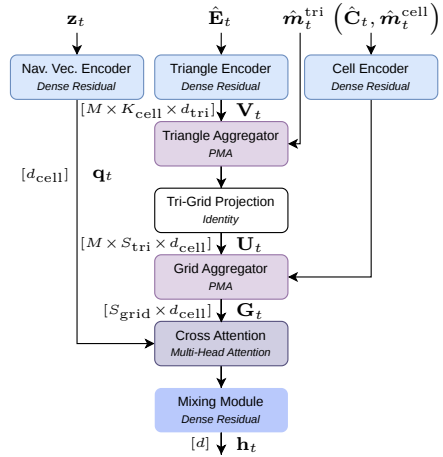 z_t
Ê_t
m̂_t^tri
(Ĉ_t, m̂_t^cell)
Nav. Vec. Encoder
Dense Residual
Triangle Encoder
Dense Residual
Cell Encoder
Dense Residual
[M × K_cell × d_tri] V_t
Triangle Aggregator
PMA
[d_cell] q_t
Tri-Grid Projection
Identity
[M × S_tri × d_cell] U_t
Grid Aggregator
PMA
[S_grid × d_cell] G_t
Cross Attention
Multi-Head Attention
Mixing Module
Dense Residual
[d] h_t